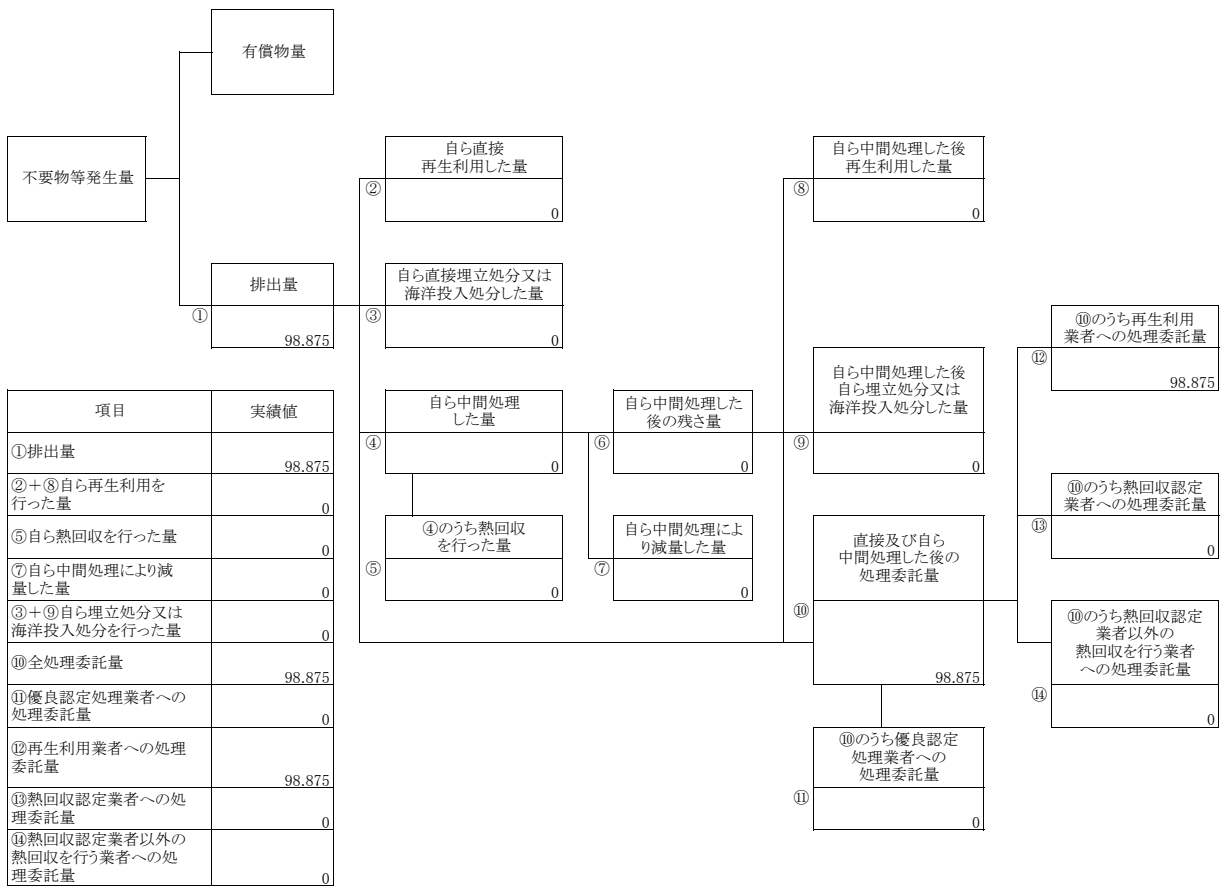 有償物量
不要物等発生量
排出量
①
98.875
自ら直接
再生利用した量
②
0
自ら直接埋立処分又は
海洋投入処分した量
③
0
自ら中間処理
した量
④
0
④のうち熱回収
を行った量
⑤
0
自ら中間処理した
後の残さ量
⑥
0
自ら中間処理によ
り減量した量
⑦
0
自ら中間処理した後
再生利用した量
⑧
0
自ら中間処理した後
自ら埋立処分又は
海洋投入処分した量
⑨
0
直接及び自ら
中間処理した後の
処理委託量
⑩
98.875
⑩のうち優良認定
処理業者への
処理委託量
⑪
0
⑩のうち再生利用
業者への処理委託量
⑫
98.875
⑩のうち熱回収認定
業者への処理委託量
⑬
0
⑩のうち熱回収認定
業者以外の
熱回収を行う業者
への処理委託量
⑭
0
項目 実績値
①排出量
98.875
②+⑧自ら再生利用を
行った量
0
⑤自ら熱回収を行った量
0
⑦自ら中間処理により減
量した量
0
③+⑨自ら埋立処分又は
海洋投入処分を行った量
0
⑩全処理委託量
98.875
⑪優良認定処理業者への
処理委託量
0
⑫再生利用業者への処理
委託量
98.875
⑬熱回収認定業者への処
理委託量
0
⑭熱回収認定業者以外の
熱回収を行う業者への処
理委託量
0